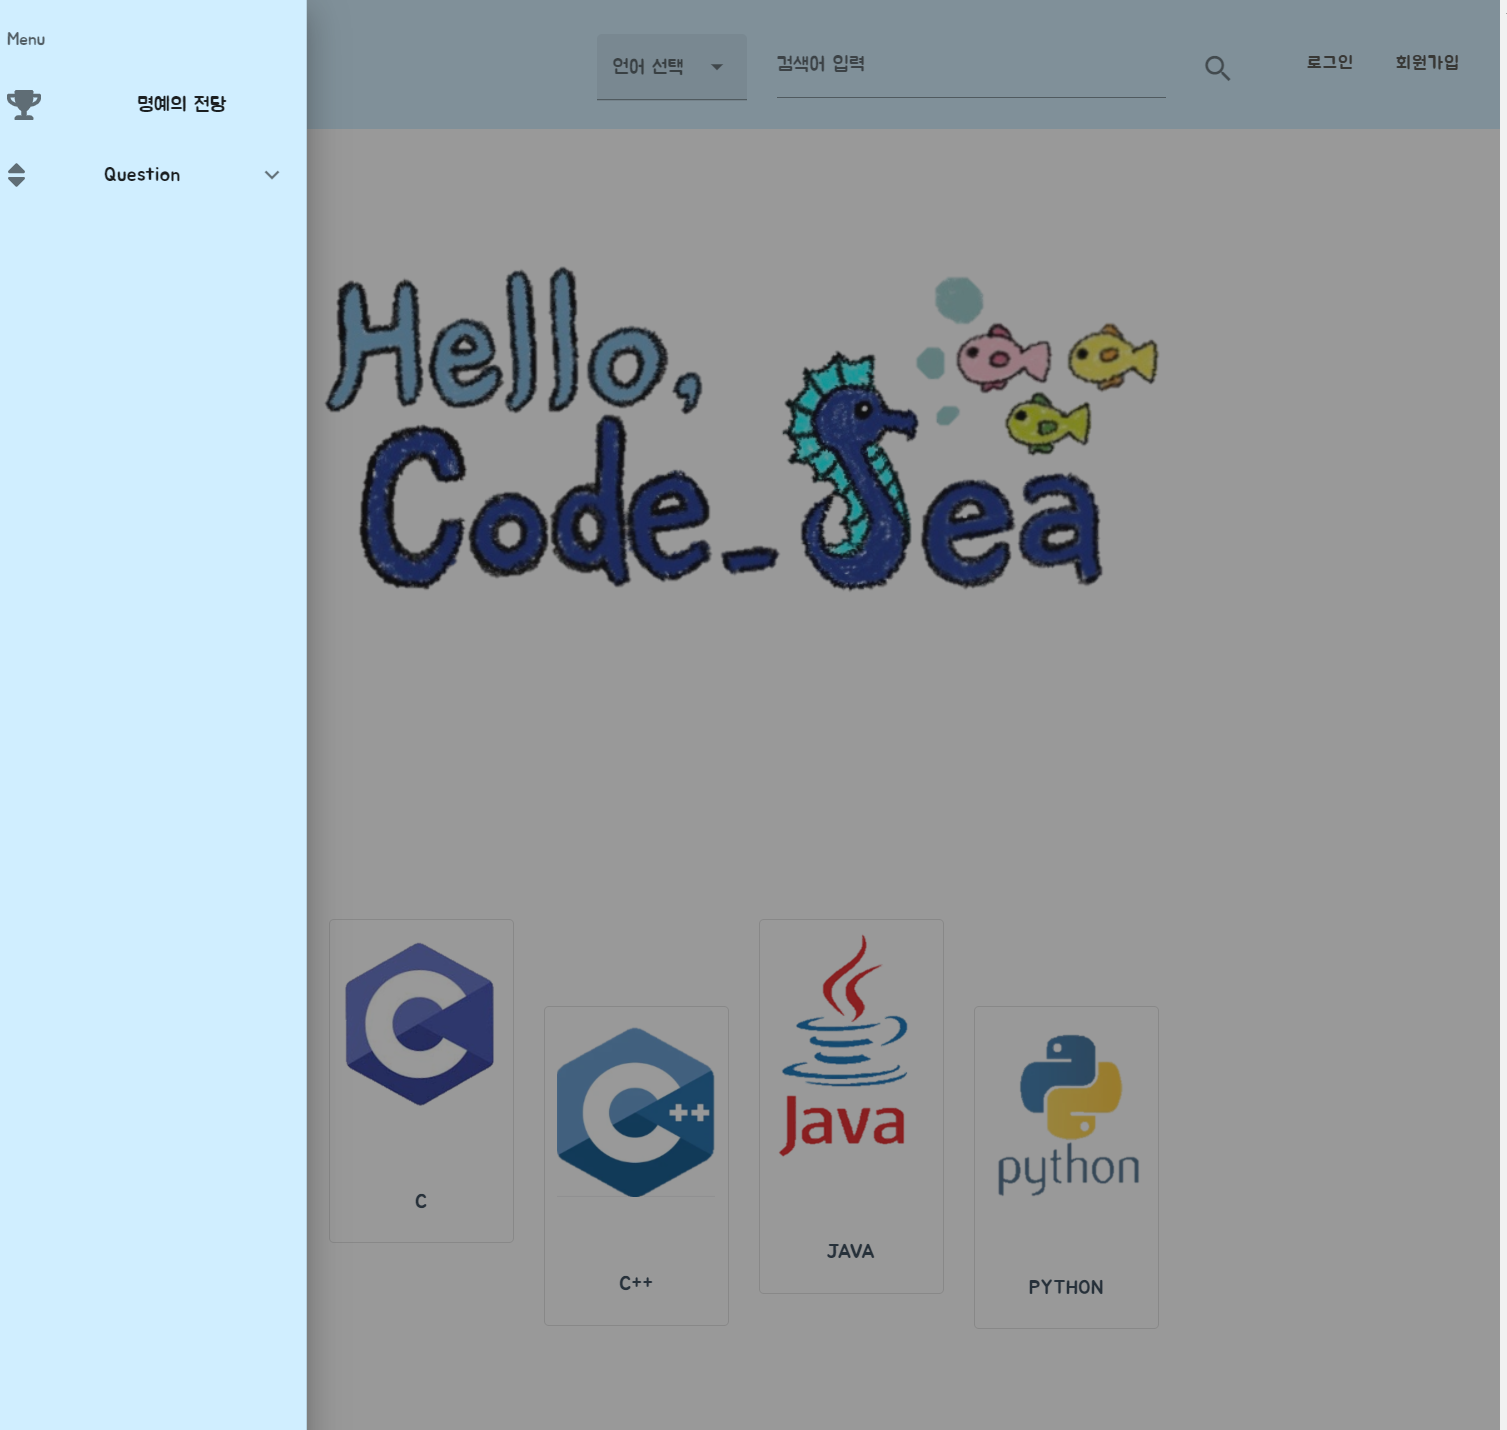 Menu
명예의 전당
Question
언어 선택
검색어 입력
로그인
회원가입
Hello,
Code_Sea
C
C
C++
C++
Java
JAVA
python
PYTHON